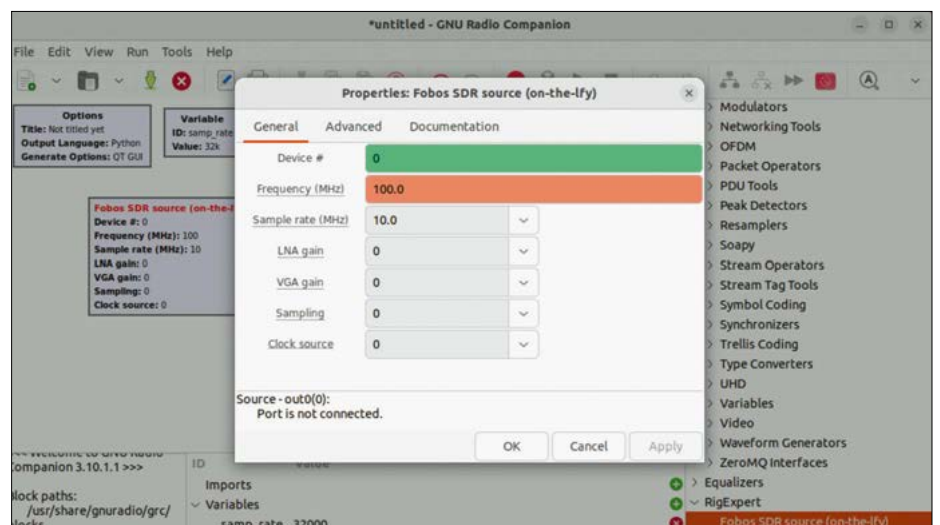 *untitled - GNU Radio Companion
File Edit View Run Tools Help
Options
Title: Not titled yet
Output Language: Python
Generate Options: QT GUI
Variable
ID: samp_rate
Value: 32k
Fobos SDR source (on-the-l
Device #: 0
Frequency (MHz): 100
Sample rate (MHz): 10
LNA gain: 0
VGA gain: 0
Sampling: 0
Clock source: 0
Properties: Fobos SDR source (on-the-lfy)
General Advanced Documentation
Device # 0
Frequency (MHz) 100.0
Sample rate (MHz) 10.0
LNA gain 0
VGA gain 0
Sampling 0
Clock source 0
Source - out0(0):
Port is not connected.
OK Cancel Apply
Modulators
Networking Tools
OFDM
Packet Operators
PDU Tools
Peak Detectors
Resamplers
Soapy
Stream Operators
Stream Tag Tools
Symbol Coding
Synchronizers
Trellis Coding
Type Converters
UHD
Variables
Video
Waveform Generators
ZeroMQ Interfaces
Equalizers
RigExpert
Fobos SDR source (on-the-lfy)
ompanion 3.10.1.1 >>>
lock paths:
/usr/share/gnuradio/grc/
ID
Imports
Variables
samp_rate 32000